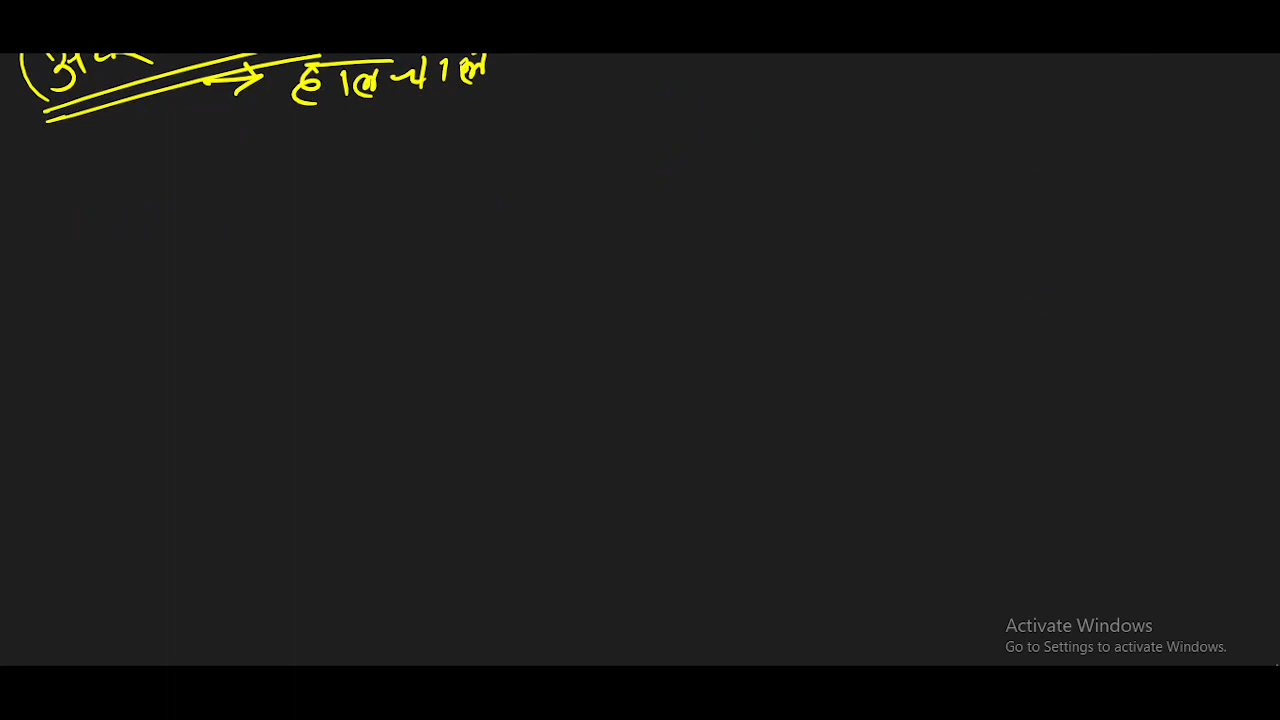 → हालचाल
Activate Windows
Go to Settings to activate Windows.